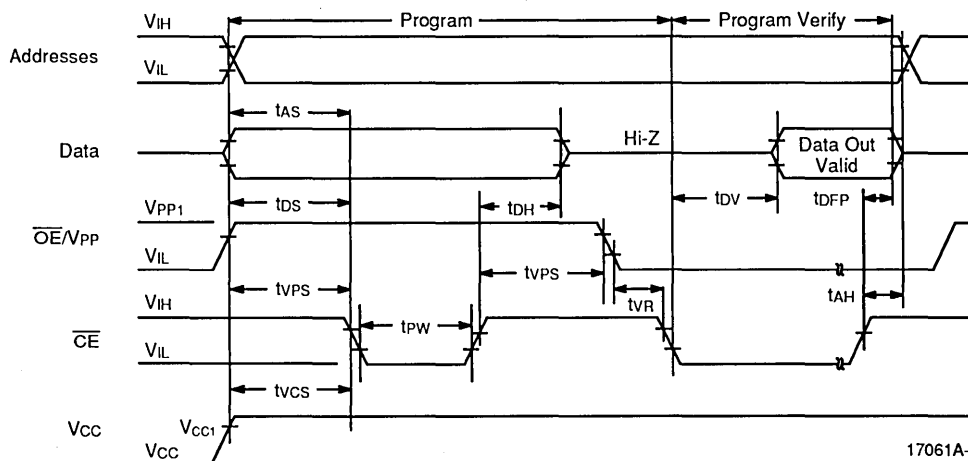 Program Program Verify
Addresses VIH
VIL
tAS
Data Hi-Z Data Out Valid
tDS tDH tDV tDFP
OE/VPP VPP1
VIL
tVPS tVPS tVR tAH
CE VIH
VIL
tPW
tVCS
VCC VCC1
VCC
17061A-